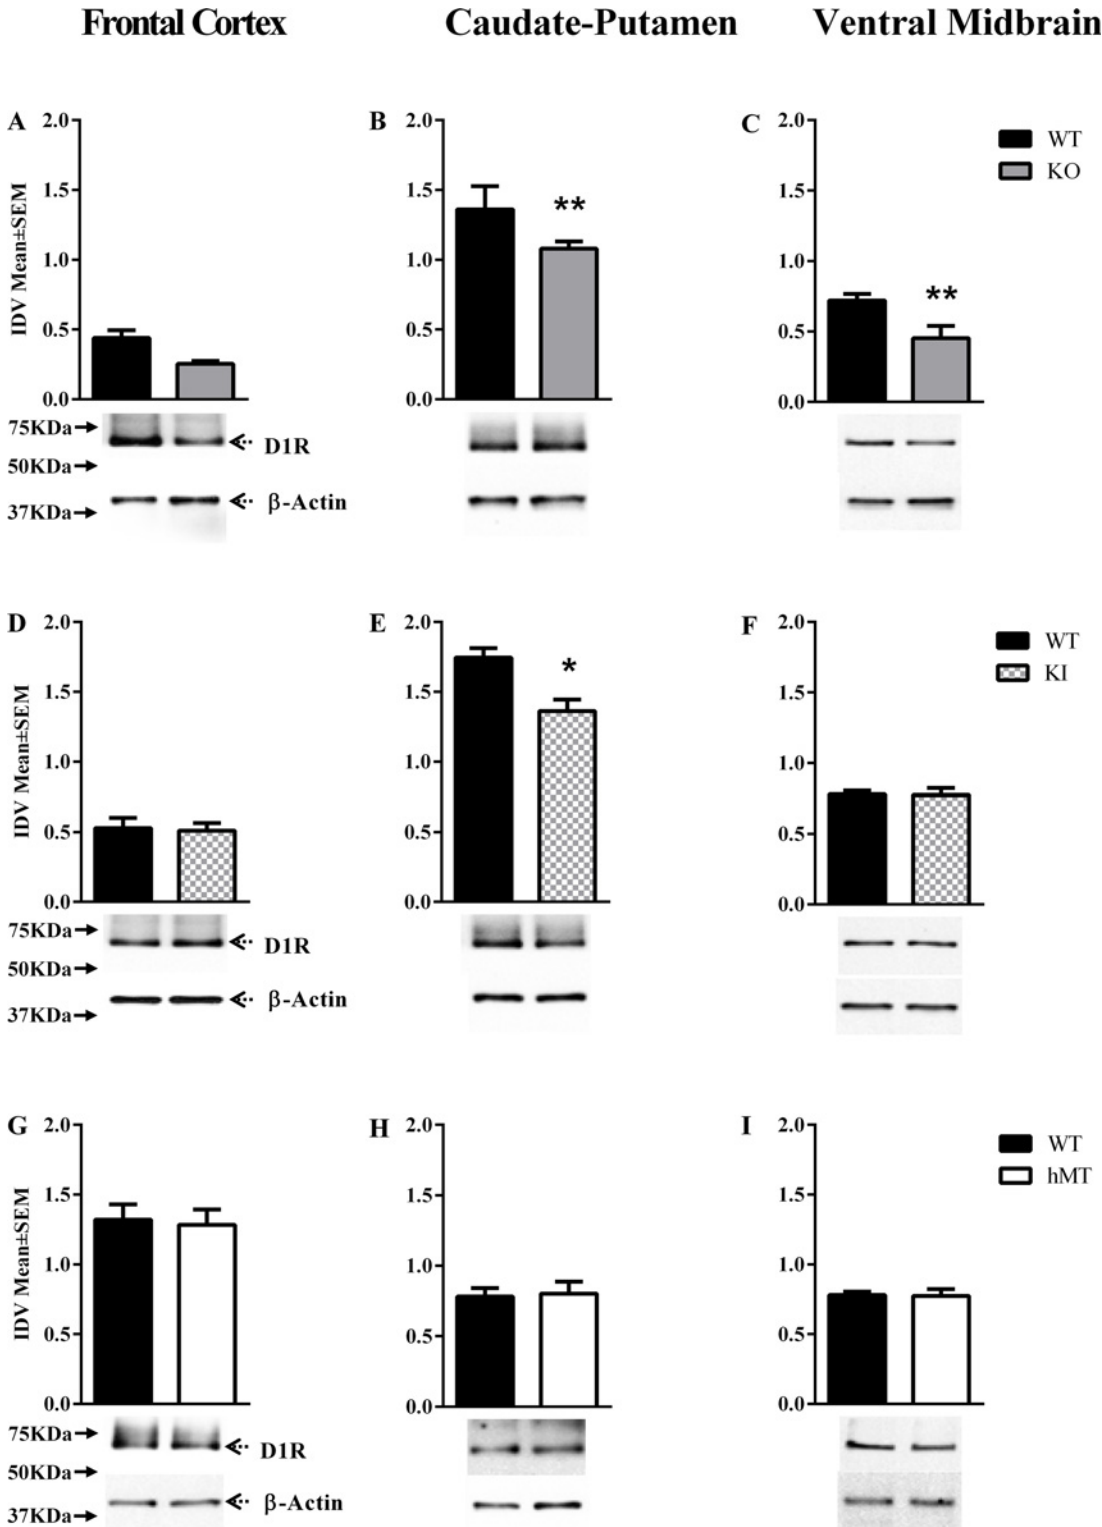 Frontal Cortex Caudate-Putamen Ventral Midbrain
A 2.0 B 2.0 C 2.0 WT
KO
1.5 1.5 1.5
** **
IDV Mean±SEM
1.0 1.0 1.0
0.5 0.5 0.5
0.0 0.0 0.0
75KDa
D1R
50KDa
β-Actin
37KDa
D 2.0 E 2.0 F 2.0 WT
KI
*
1.5 1.5 1.5
IDV Mean±SEM
1.0 1.0 1.0
0.5 0.5 0.5
0.0 0.0 0.0
75KDa
D1R
50KDa
β-Actin
37KDa
G 2.0 H 2.0 I 2.0 WT
hMT
1.5 1.5 1.5
IDV Mean±SEM
1.0 1.0 1.0
0.5 0.5 0.5
0.0 0.0 0.0
75KDa
D1R
50KDa
β-Actin
37KDa